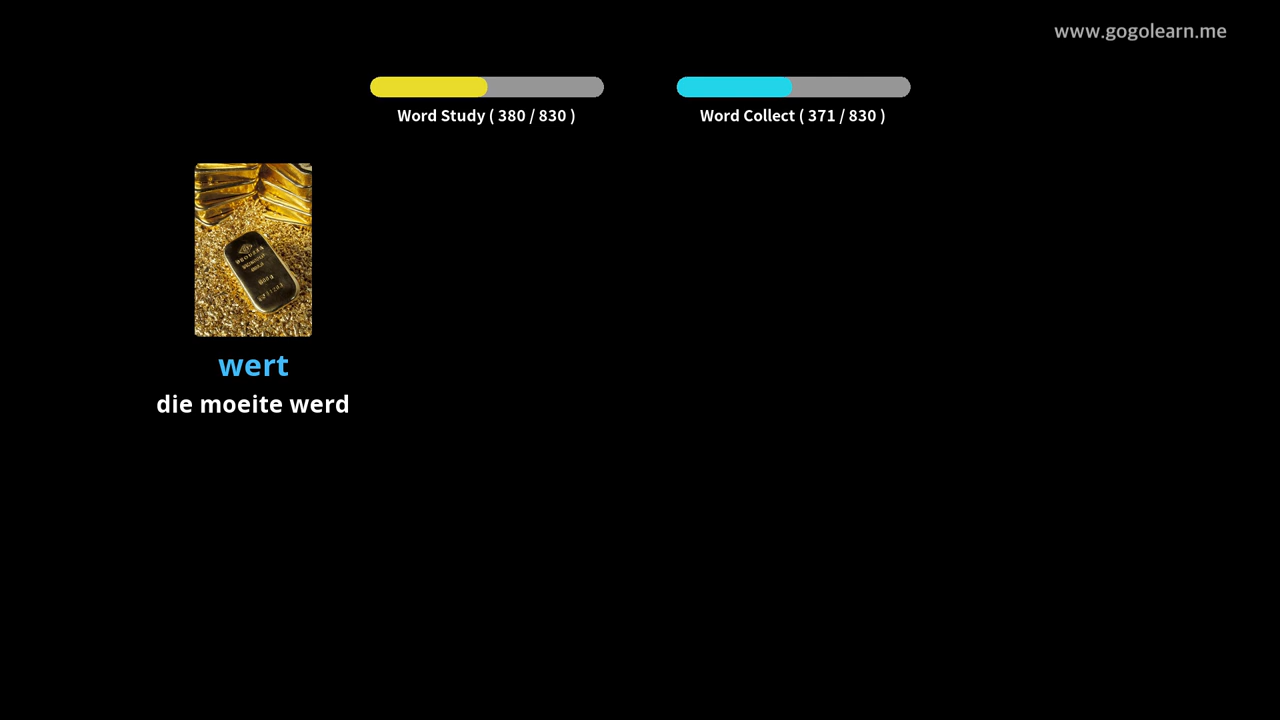 www.gogolearn.me
Word Study ( 380 / 830 )
Word Collect ( 371 / 830 )
wert
die moeite werd